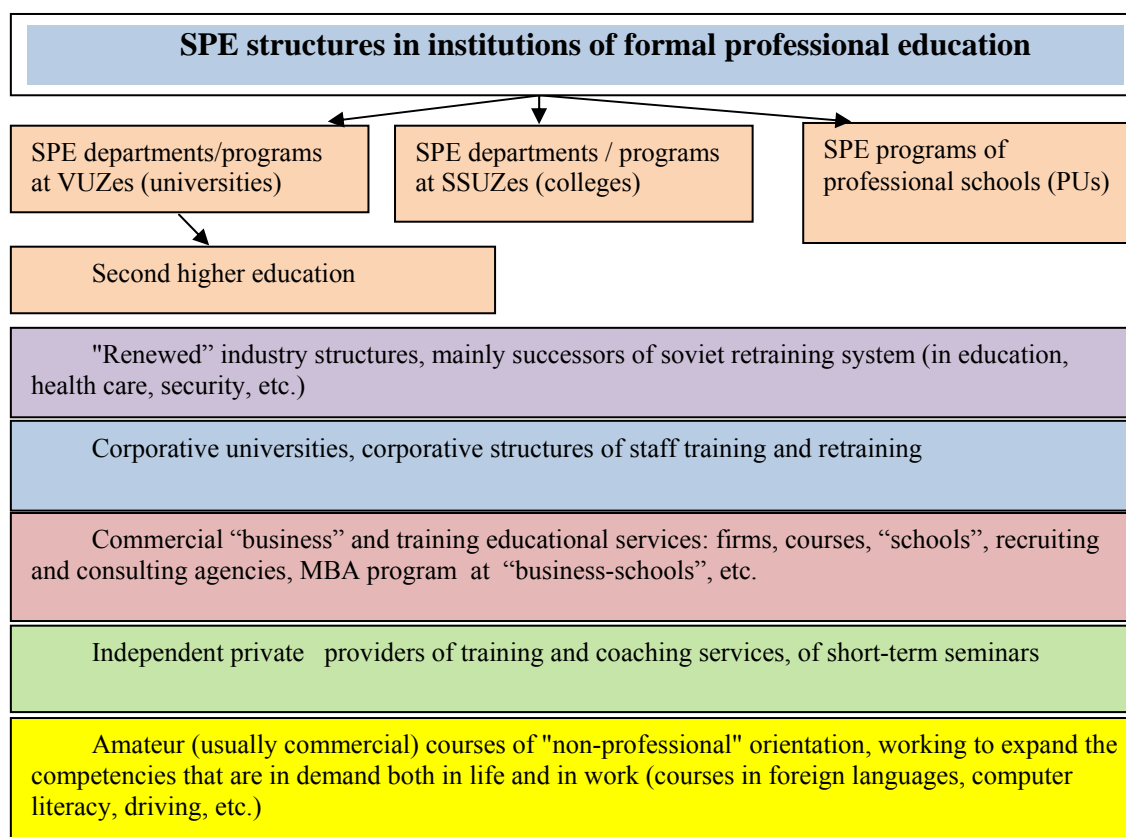 SPE structures in institutions of formal professional education
SPE departments/programs
at VUZes (universities)
SPE departments / programs
at SSUZes (colleges)
SPE programs of
professional schools (PUs)
Second higher education
"Renewed” industry structures, mainly successors of soviet retraining system (in education,
health care, security, etc.)
Corporative universities, corporative structures of staff training and retraining
Commercial “business” and training educational services: firms, courses, “schools”, recruiting
and consulting agencies, MBA program at “business-schools”, etc.
Independent private providers of training and coaching services, of short-term seminars
Amateur (usually commercial) courses of "non-professional" orientation, working to expand the
competencies that are in demand both in life and in work (courses in foreign languages, computer
literacy, driving, etc.)